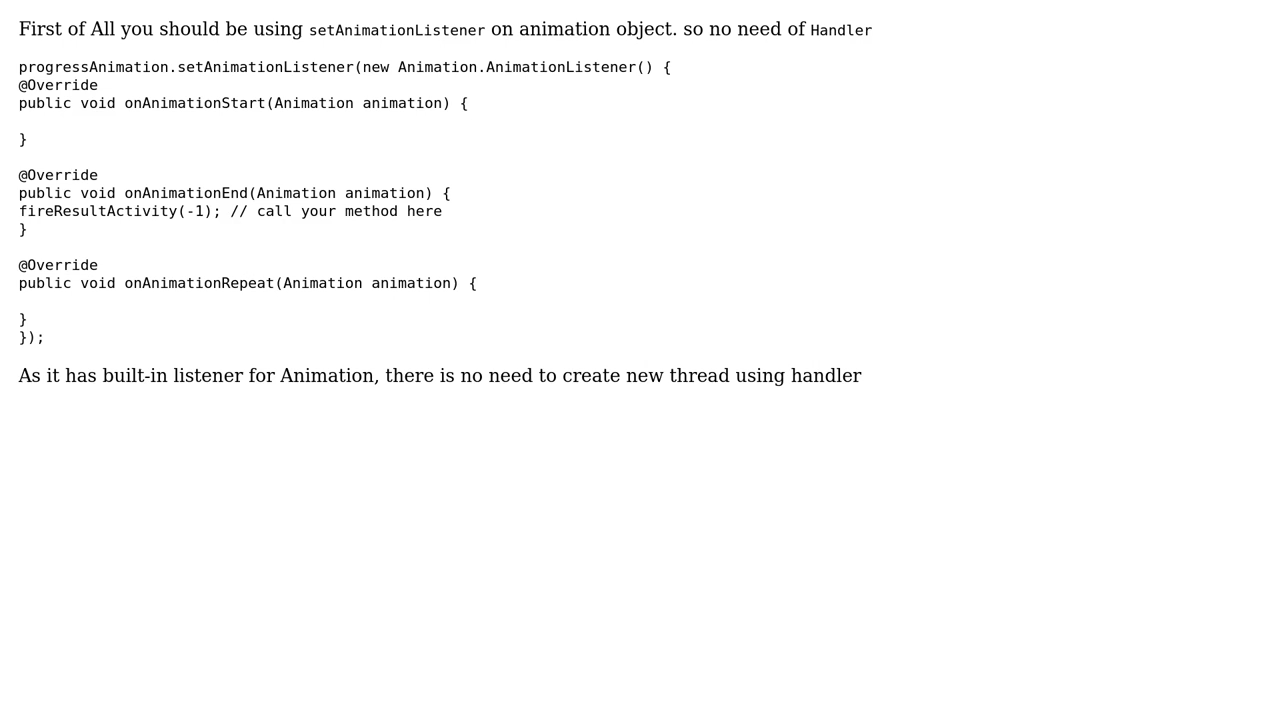 First of All you should be using setAnimationListener on animation object. so no need of Handler
progressAnimation.setAnimationListener(new Animation.AnimationListener() {
@Override
public void onAnimationStart(Animation animation) {
}
@Override
public void onAnimationEnd(Animation animation) {
fireResultActivity(-1); // call your method here
}
@Override
public void onAnimationRepeat(Animation animation) {
}
});
As it has built-in listener for Animation, there is no need to create new thread using handler